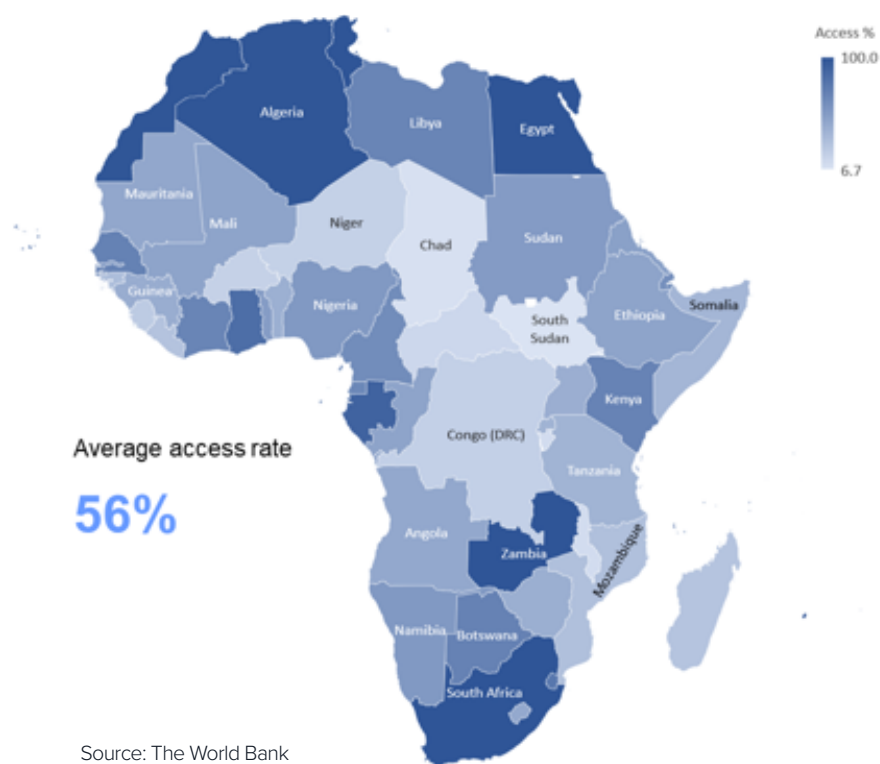 Access %
100.0
6.7
Algeria
Libya
Egypt
Mauritania
Mali
Niger
Chad
Sudan
Guinea
Nigeria
South
Sudan
Ethiopia
Somalia
Kenya
Congo (DRC)
Tanzania
Average access rate
56%
Angola
Zambia
Mozambique
Namibia
Botswana
South Africa
Source: The World Bank